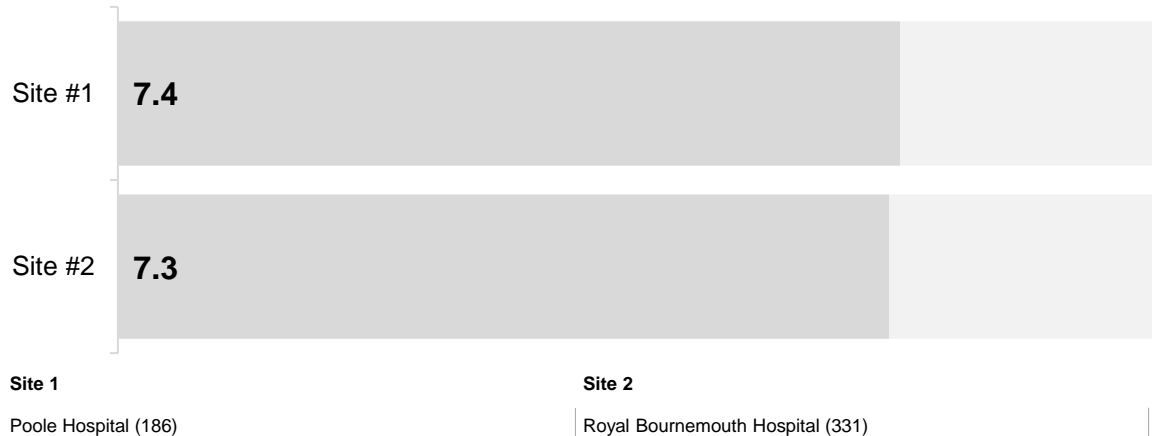 Site #1 7.4
Site #2 7.3
Site 1 Site 2
Poole Hospital (186) Royal Bournemouth Hospital (331)